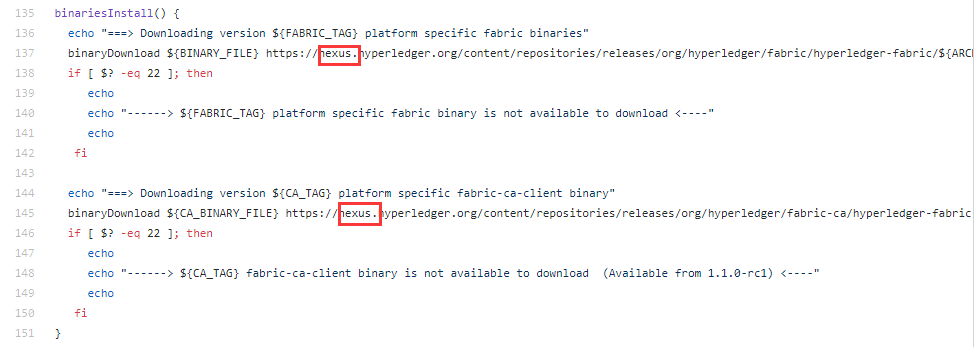 135 binariesInstall() {
136 echo "===> Downloading version ${FABRIC_TAG} platform specific fabric binaries"
137 binaryDownload ${BINARY_FILE} https://nexus.hyperledger.org/content/repositories/releases/org/hyperledger/fabric/hyperledger-fabric/${ARC
138 if [ $? -eq 22 ]; then
139 echo
140 echo "------> ${FABRIC_TAG} platform specific fabric binary is not available to download <----"
141 echo
142 fi
143
144 echo "===> Downloading version ${CA_TAG} platform specific fabric-ca-client binary"
145 binaryDownload ${CA_BINARY_FILE} https://nexus.hyperledger.org/content/repositories/releases/org/hyperledger/fabric-ca/hyperledger-fabric
146 if [ $? -eq 22 ]; then
147 echo
148 echo "------> ${CA_TAG} fabric-ca-client binary is not available to download  (Available from 1.1.0-rc1) <----"
149 echo
150 fi
151 }